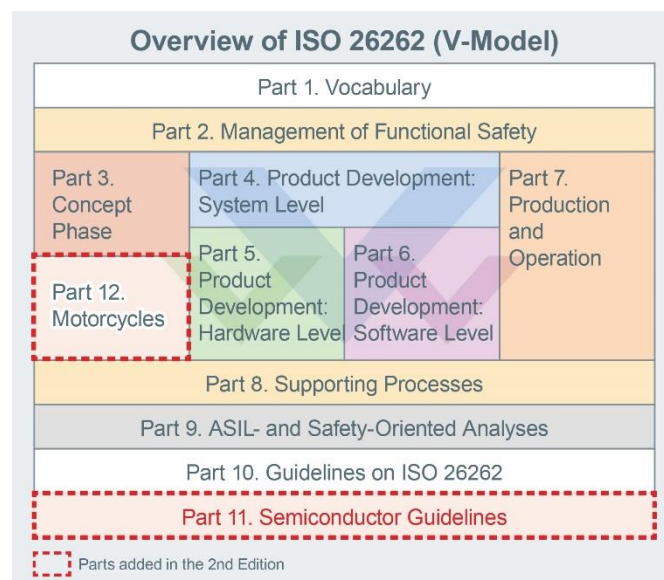 Overview of ISO 26262 (V-Model)
Part 1. Vocabulary
Part 2. Management of Functional Safety
Part 3.
Concept
Phase
Part 4. Product Development:
System Level
Part 7.
Production
and
Operation
Part 12.
Motorcycles
Part 5.
Product
Development:
Hardware Level
Part 6.
Product
Development:
Software Level
Part 8. Supporting Processes
Part 9. ASIL- and Safety-Oriented Analyses
Part 10. Guidelines on ISO 26262
Part 11. Semiconductor Guidelines
Parts added in the 2nd Edition